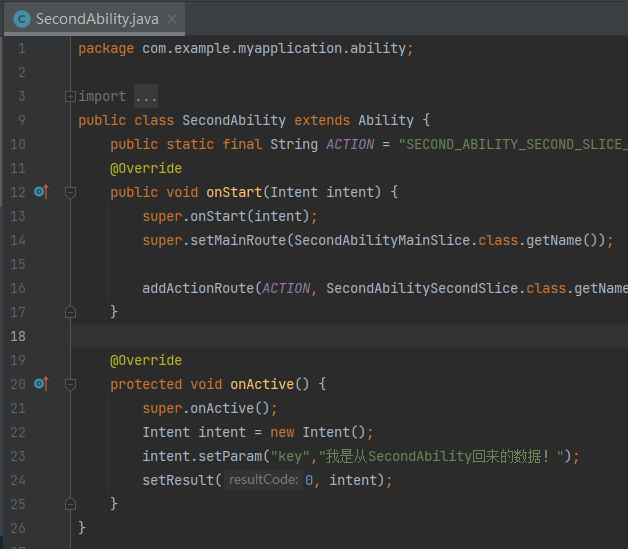 SecondAbility.java
1 package com.example.myapplication.ability;
2
3 import ...
9 public class SecondAbility extends Ability {
10 public static final String ACTION = "SECOND_ABILITY_SECOND_SLICE_
11 @Override
12 public void onStart(Intent intent) {
13 super.onStart(intent);
14 super.setMainRoute(SecondAbilityMainSlice.class.getName());
15
16 addActionRoute(ACTION, SecondAbilitySecondSlice.class.getName
17 }
18
19 @Override
20 protected void onActive() {
21 super.onActive();
22 Intent intent = new Intent();
23 intent.setParam("key","我是从SecondAbility回来的数据! ");
24 setResult( resultCode: 0, intent);
25 }
26 }